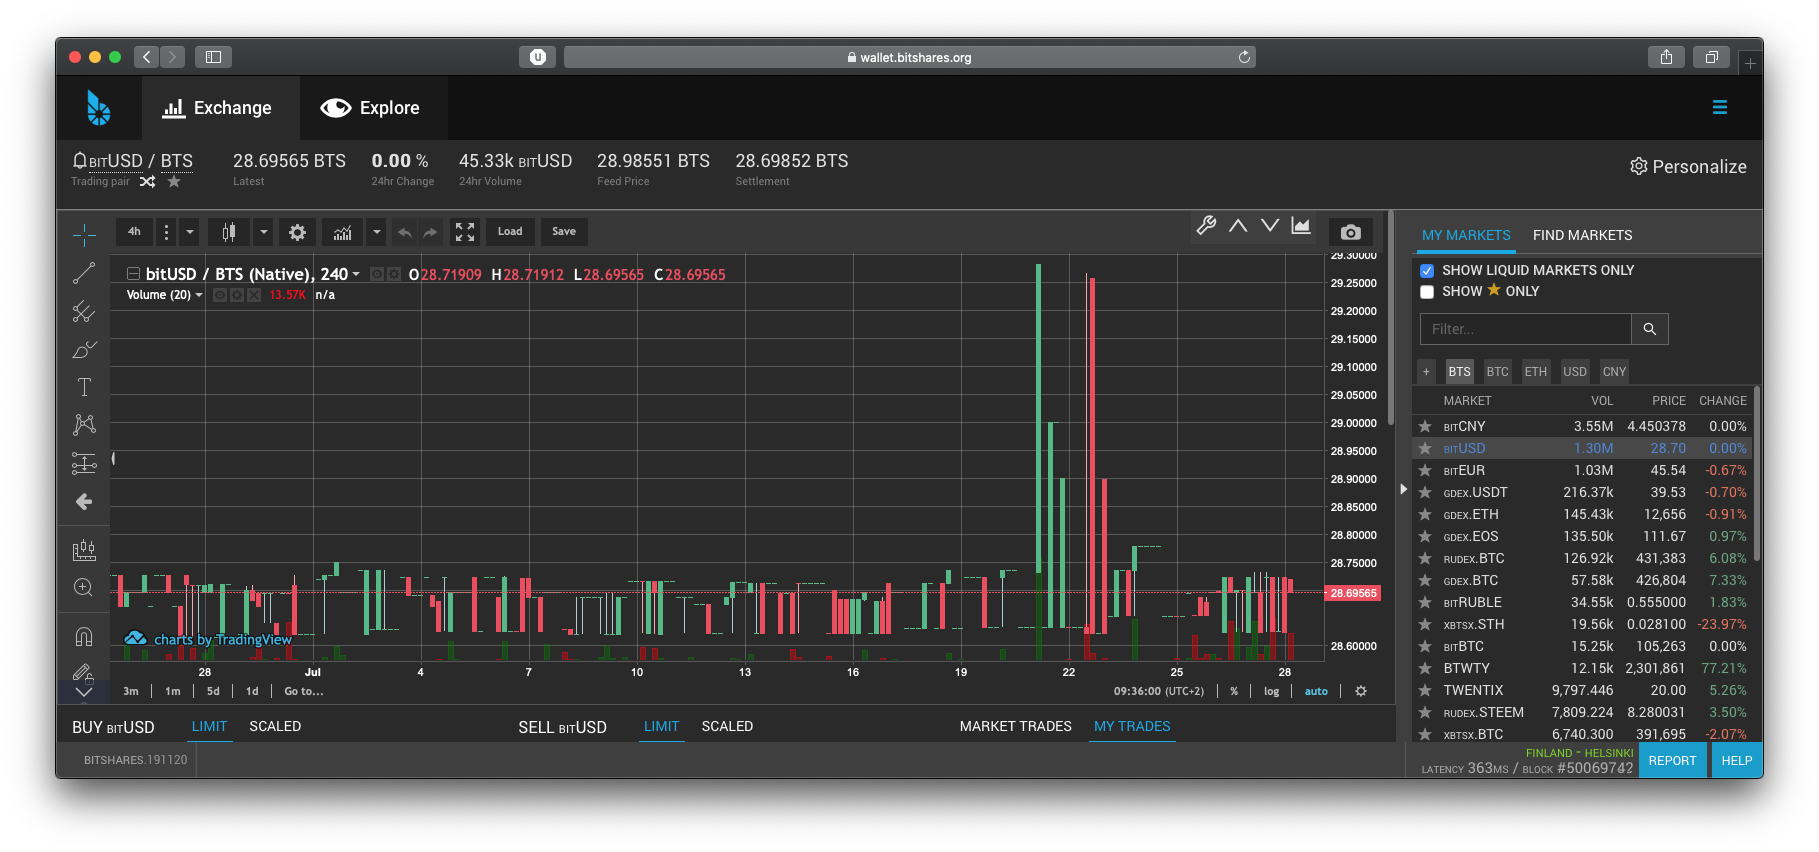 wallet.bitshares.org
Exchange
Explore
BITUSD / BTS
28.69565 BTS
0.00 %
45.33k BITUSD
28.98551 BTS
28.69852 BTS
Trading pair
Latest
24hr Change
24hr Volume
Feed Price
Settlement
Personalize
4h
Load
Save
bitUSD / BTS (Native), 240
O28.71909 H28.71912 L28.69565 C28.69565
Volume (20)
13.57K n/a
29.30000
29.25000
29.20000
29.15000
29.10000
29.05000
29.00000
28.95000
28.90000
28.85000
28.80000
28.75000
28.69565
28.60000
charts by TradingView
28 Jul 4 7 10 13 16 19 22 25 28
3m 1m 5d 1d Go to...
09:36:00 (UTC+2) % log auto
BUY BITUSD LIMIT SCALED
SELL BITUSD LIMIT SCALED
MARKET TRADES MY TRADES
MY MARKETS FIND MARKETS
SHOW LIQUID MARKETS ONLY
SHOW ★ ONLY
Filter...
+ BTS BTC ETH USD CNY
MARKET VOL PRICE CHANGE
BITCNY 3.55M 4.450378 0.00%
BITUSD 1.30M 28.70 0.00%
BITEUR 1.03M 45.54 -0.67%
GDEX.USDT 216.37k 39.53 -0.70%
GDEX.ETH 145.43k 12,656 -0.91%
GDEX.EOS 135.50k 111.67 0.97%
RUDEX.BTC 126.92k 431,383 6.08%
GDEX.BTC 57.58k 426,804 7.33%
BITRUBLE 34.55k 0.555000 1.83%
XBTSX.STH 19.56k 0.028100 -23.97%
BITBTC 15.25k 105,263 0.00%
BTWTY 12.15k 2,301,861 77.21%
TWENTIX 9,797.446 20.00 5.26%
RUDEX.STEEM 7,809.224 8.280031 3.50%
XBTSX.BTC 6,740.300 391,695 -2.07%
BITSHARES.191120
FINLAND - HELSINKI
LATENCY 363MS / BLOCK #50069742
REPORT
HELP